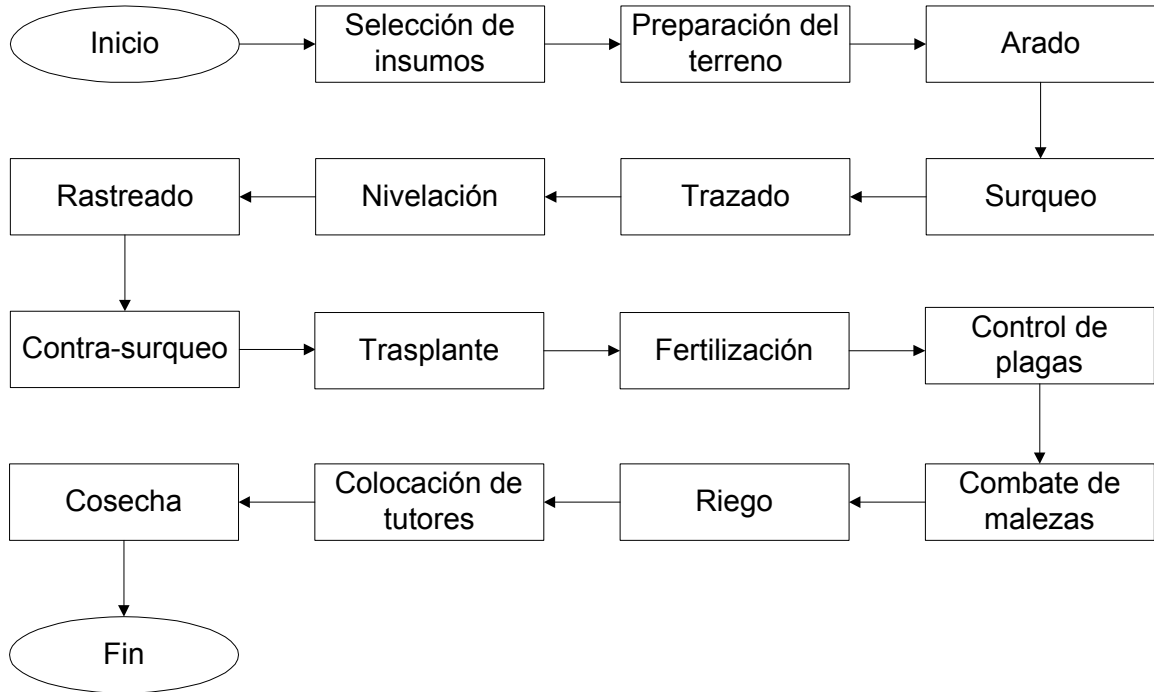 Inicio
Selección de
insumos
Preparación del
terreno
Arado
Surqueo
Trazado
Nivelación
Rastreado
Contra-surqueo
Trasplante
Fertilización
Control de
plagas
Combate de
malezas
Riego
Colocación de
tutores
Cosecha
Fin